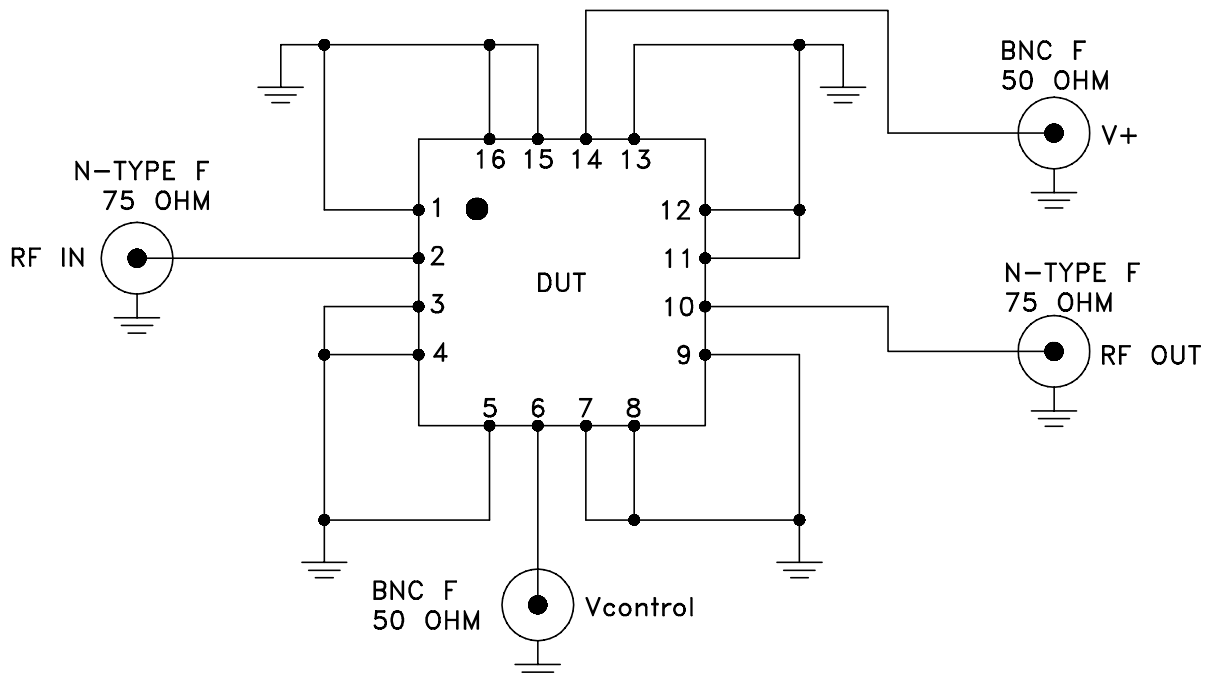 BNC F
50 OHM
V+
16 15 14 13
N-TYPE F
75 OHM
RF IN
1
2
3
4
DUT
12
11
10
9
N-TYPE F
75 OHM
RF OUT
5 6 7 8
BNC F
50 OHM
Vcontrol